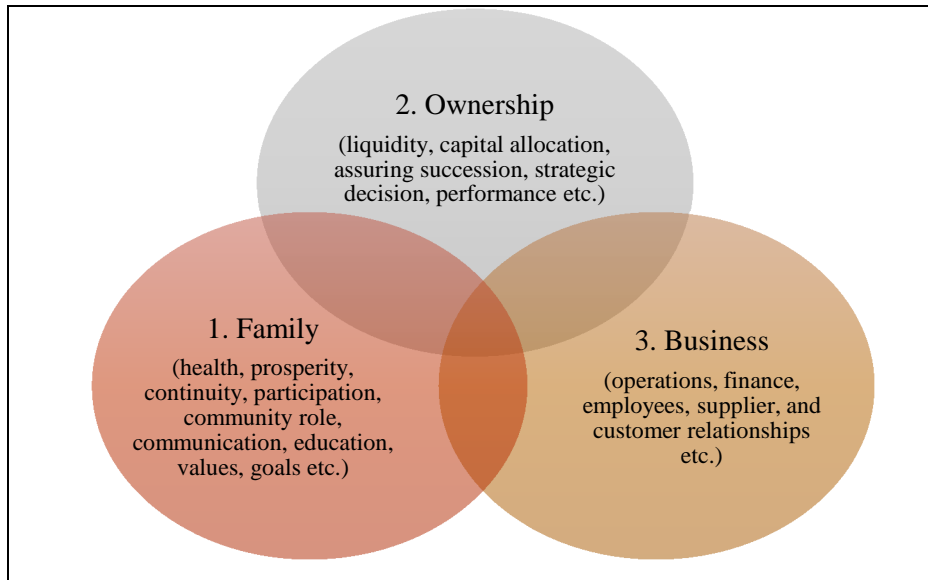 2. Ownership
(liquidity, capital allocation,
assuring succession, strategic
decision, performance etc.)
1. Family
(health, prosperity,
continuity, participation,
community role,
communication, education,
values, goals etc.)
3. Business
(operations, finance,
employees, supplier, and
customer relationships
etc.)